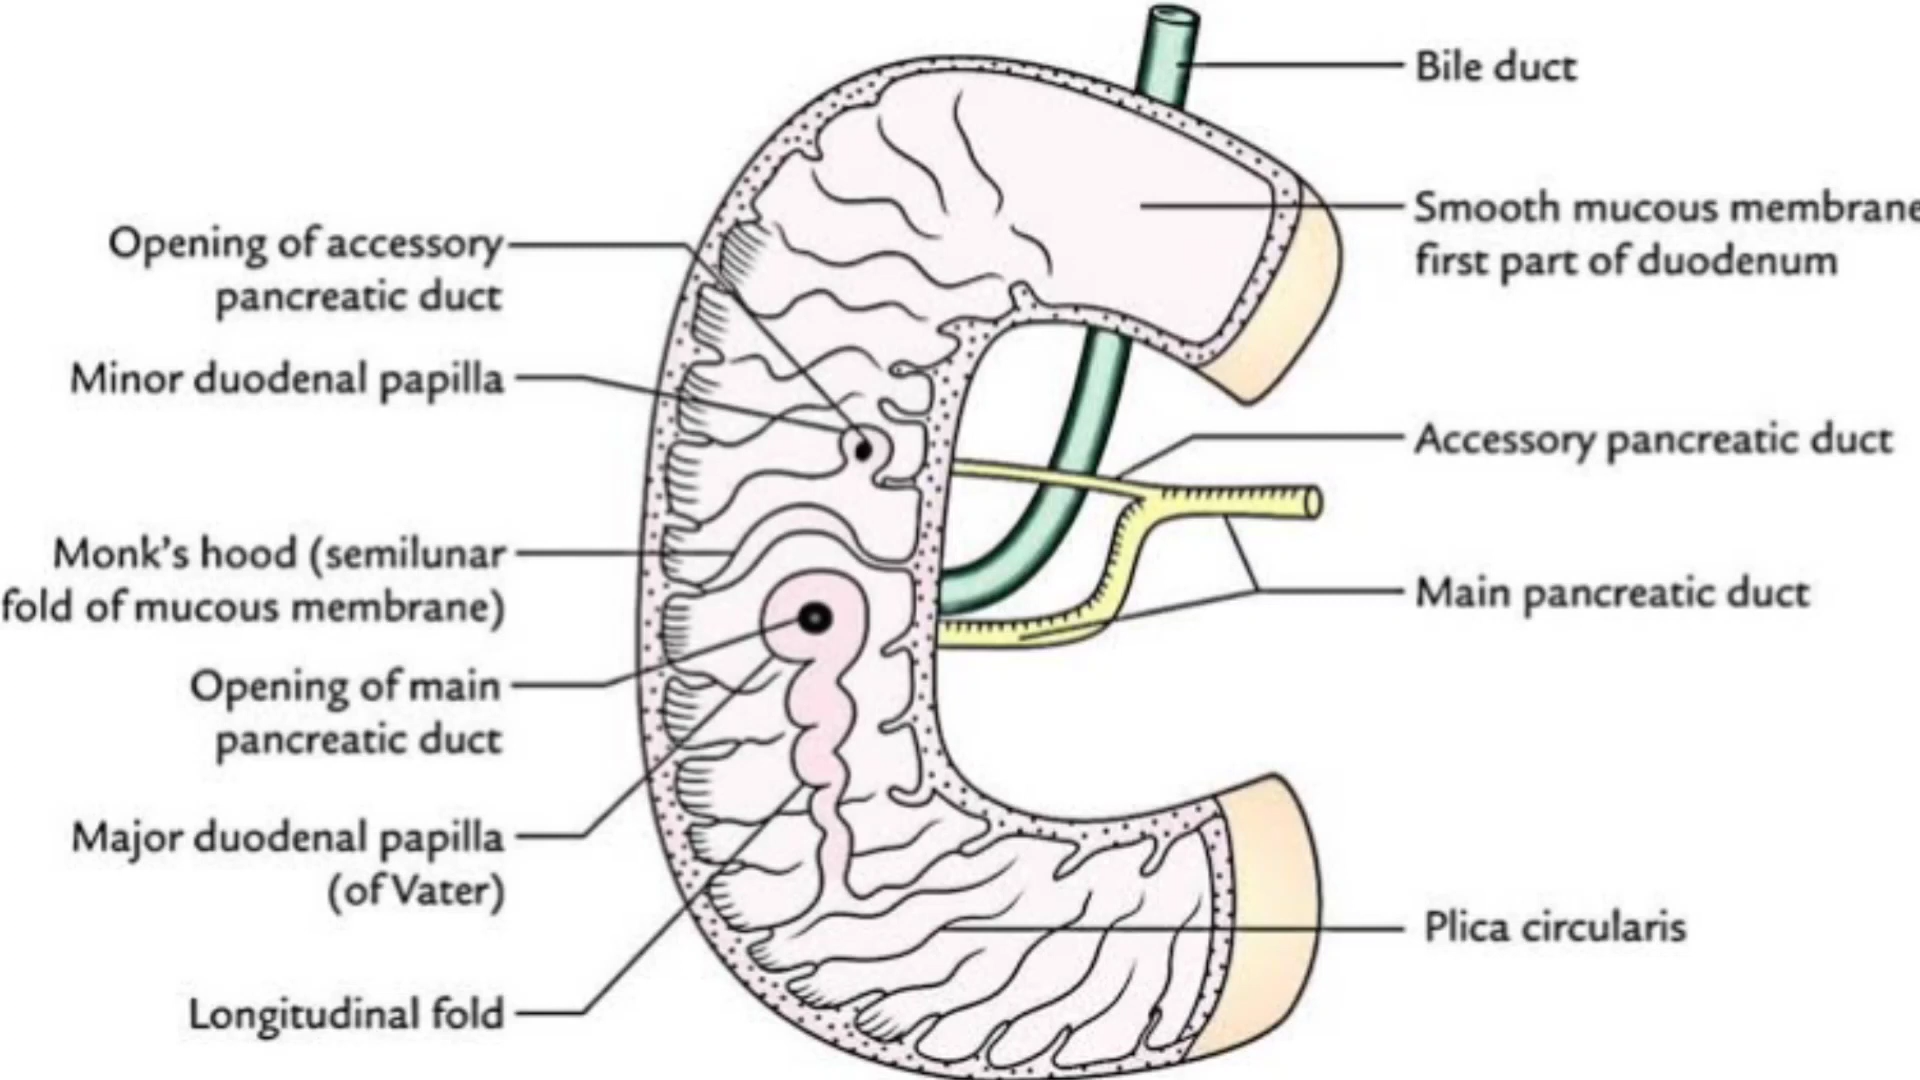 Opening of accessory
pancreatic duct
Minor duodenal papilla
Monk's hood (semilunar
fold of mucous membrane)
Opening of main
pancreatic duct
Major duodenal papilla
(of Vater)
Longitudinal fold
Bile duct
Smooth mucous membrane
first part of duodenum
Accessory pancreatic duct
Main pancreatic duct
Plica circularis